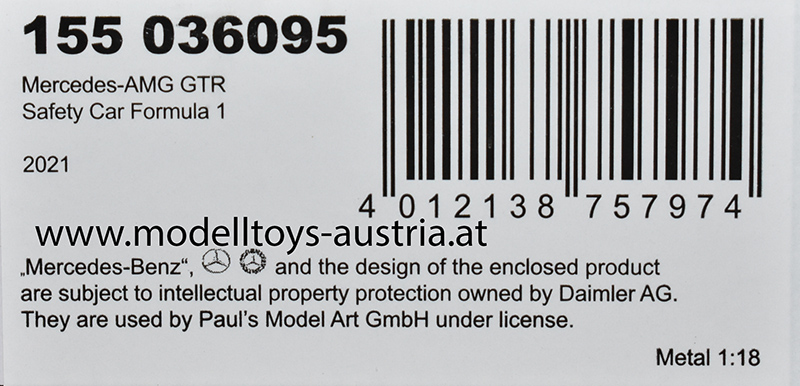 155 036095
Mercedes-AMG GTR
Safety Car Formula 1
2021
4 012138 757974
www.modelltoys-austria.at
„Mercedes-Benz“, and the design of the enclosed product
are subject to intellectual property protection owned by Daimler AG.
They are used by Paul's Model Art GmbH under license.
Metal 1:18